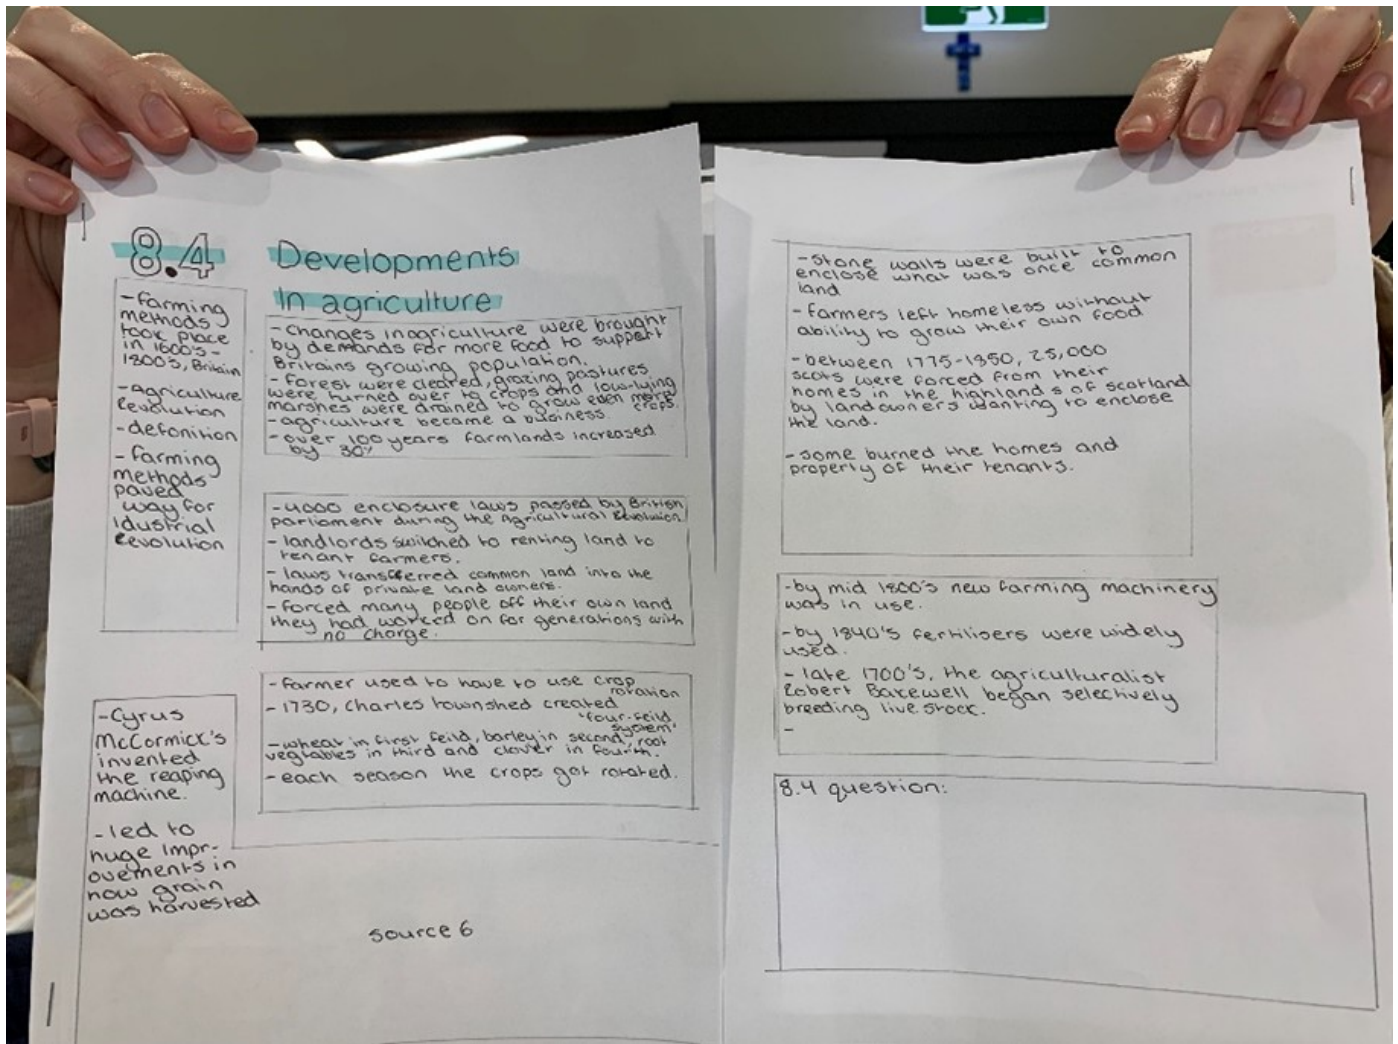 8.4 Developments
In agriculture
-farming
methods
took place
in 1600's-
1800's, Britain
-agriculture
Revolution
-defonition
- farming
methods
paved
way for
Idustrial
Revolution
- changes in agriculture were brought
by demands for more food to support
Britains growing population.
- forest were cleared, grazing pastures
were turned over to crops and low-lying
marshes were drained to grow even more
crops.
-agriculture become a business.
-over 100 years farmlands increased
by 30%
-4000 enclosure laws passed by British
parliament during the Agricultural Revolution
- landlords switched to renting land to
tenant farmers.
- laws transferred common land into the
hands of private land owners.
-forced many people off their own land
they had worked on for generations with
no charge.
- farmer used to have to use crop
rotation
- 1730, Charles townshed created
'four-feild
system'
-wheat in first feild, barley in second, root
vegtables in third and clover in fourth.
-each season the crops got rotated.
-Cyrus
McCormick's
invented
the reaping
machine.
-led to
huge impr-
ovements in
how grain
was harvested
source 6
-stone walls were built to
enclose what was once common
land
-farmers left homeless without
ability to grow their own food
-between 1775-1850, 25,000
scots were forced from their
homes in the highlands of scotland
by landowners wanting to enclose
the land.
-some burned the homes and
property of their tenants.
-by mid 1800's new farming machinery
was in use.
-by 1840's fertilisers were widely
used.
- late 1700's, the agriculturalist
Robert Bakewell began selectively
breeding live stock.
-
8.4 question: